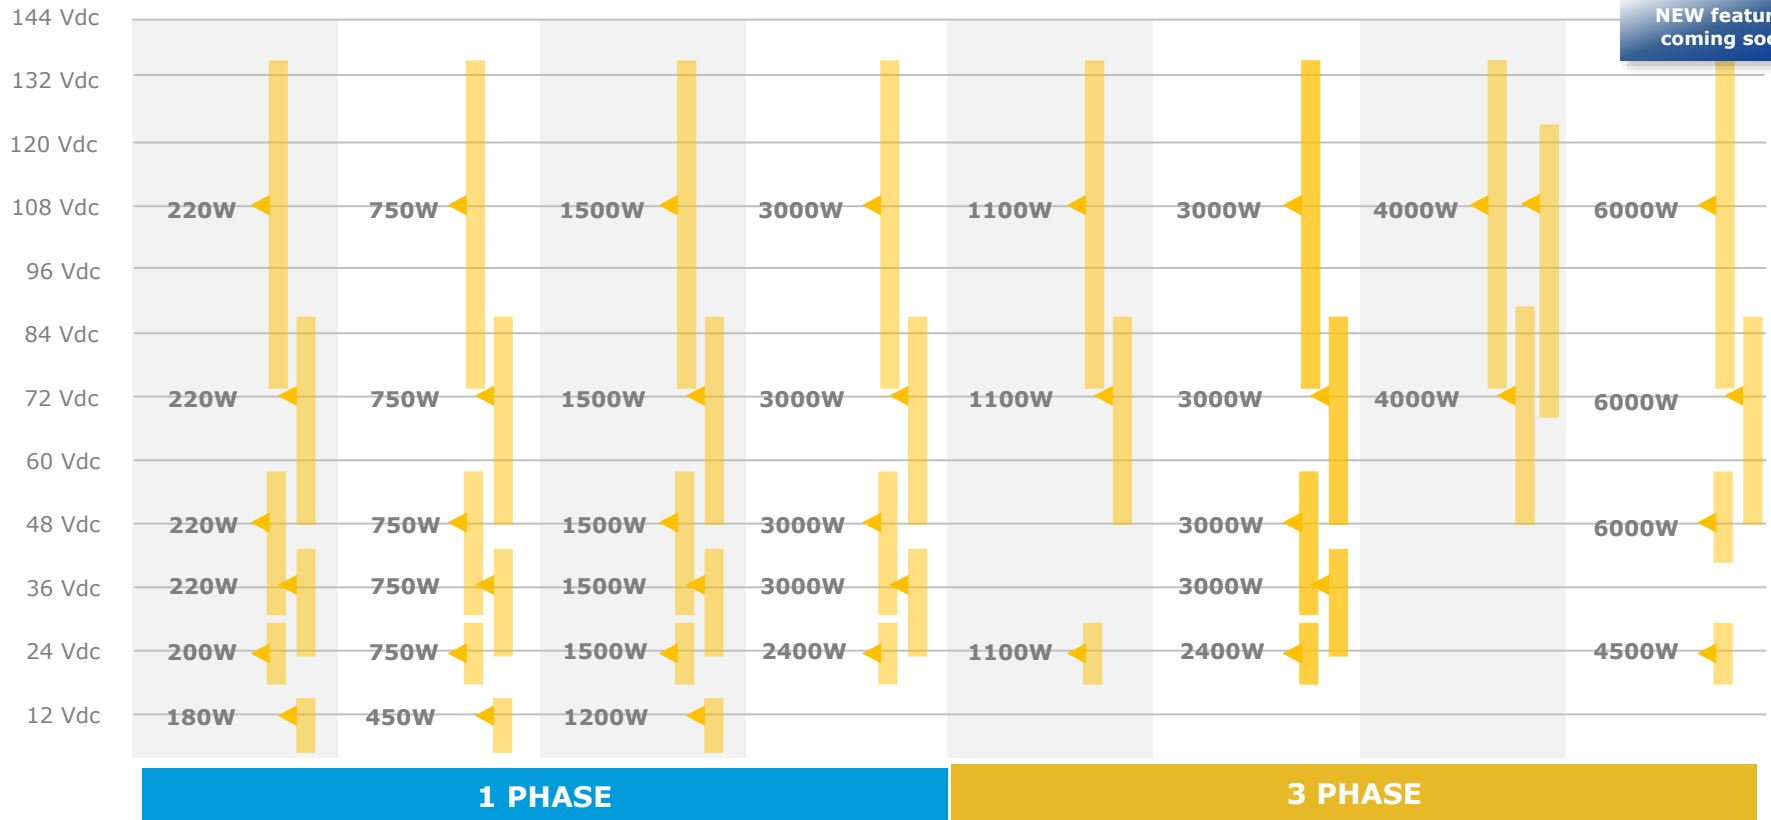 144 Vdc
NEW featur
coming soo
132 Vdc
120 Vdc
108 Vdc 220W 750W 1500W 3000W 1100W 3000W 4000W 6000W
96 Vdc
84 Vdc
72 Vdc 220W 750W 1500W 3000W 1100W 3000W 4000W 6000W
60 Vdc
48 Vdc 220W 750W 1500W 3000W 3000W 6000W
36 Vdc 220W 750W 1500W 3000W 3000W
24 Vdc 200W 750W 1500W 2400W 1100W 2400W 4500W
12 Vdc 180W 450W 1200W
1 PHASE 3 PHASE